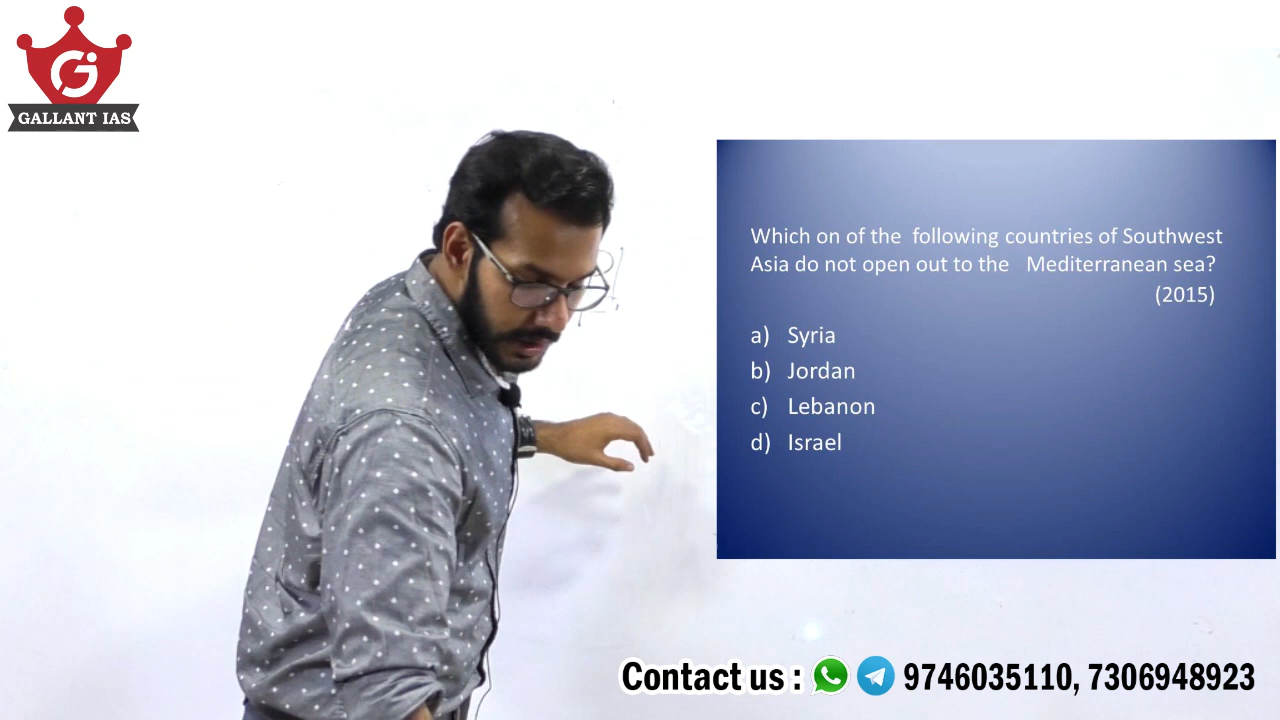 GALLANT IAS
Which on of the following countries of Southwest
Asia do not open out to the Mediterranean sea?
(2015)
a) Syria
b) Jordan
c) Lebanon
d) Israel
Contact us : 9746035110, 7306948923